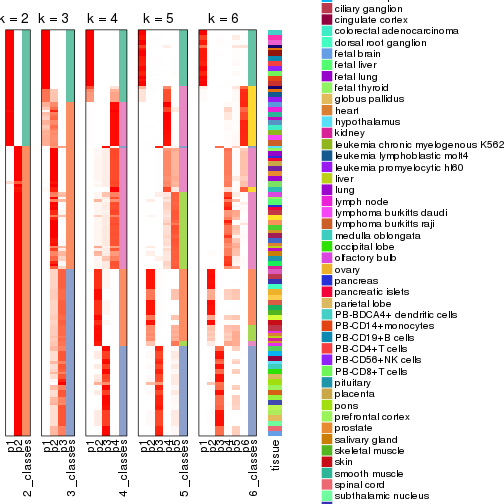 k = 2
k = 3
k = 4
k = 5
k = 6
p1
p2
2_classes
p1
p2
p3
3_classes
p1
p2
p3
p4
4_classes
p1
p2
p3
p4
p5
5_classes
p1
p2
p3
p4
p5
p6
6_classes
tissue
ciliary ganglion
cingulate cortex
colorectal adenocarcinoma
dorsal root ganglion
fetal brain
fetal liver
fetal lung
fetal thyroid
globus pallidus
heart
hypothalamus
kidney
leukemia chronic myelogenous K562
leukemia lymphoblastic molt4
leukemia promyelocytic hl60
liver
lung
lymph node
lymphoma burkitts daudi
lymphoma burkitts raji
medulla oblongata
occipital lobe
olfactory bulb
ovary
pancreas
pancreatic islets
parietal lobe
PB-BDCA4+ dendritic cells
PB-CD14+ monocytes
PB-CD19+ B cells
PB-CD4+ T cells
PB-CD56+ NK cells
PB-CD8+ T cells
pituitary
placenta
pons
prefrontal cortex
prostate
salivary gland
skeletal muscle
skin
smooth muscle
spinal cord
subthalamic nucleus